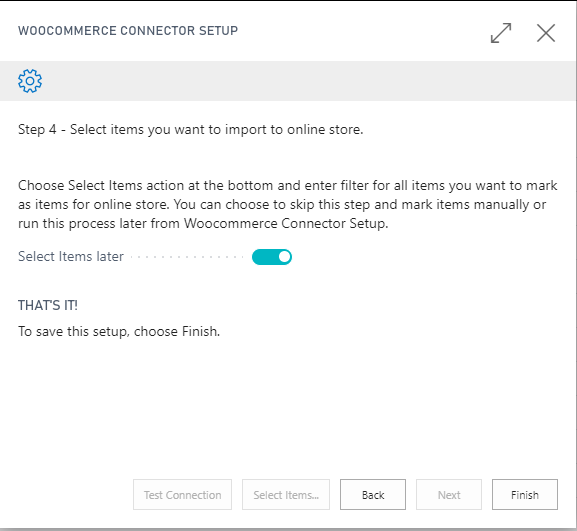 WOOCOMMERCE CONNECTOR SETUP
Step 4 - Select items you want to import to online store.
Choose Select Items action at the bottom and enter filter for all items you want to mark
as items for online store. You can choose to skip this step and mark items manually or
run this process later from Woocommerce Connector Setup.
Select Items later
THAT'S IT!
To save this setup, choose Finish.
Test Connection Select Items... Back Next Finish